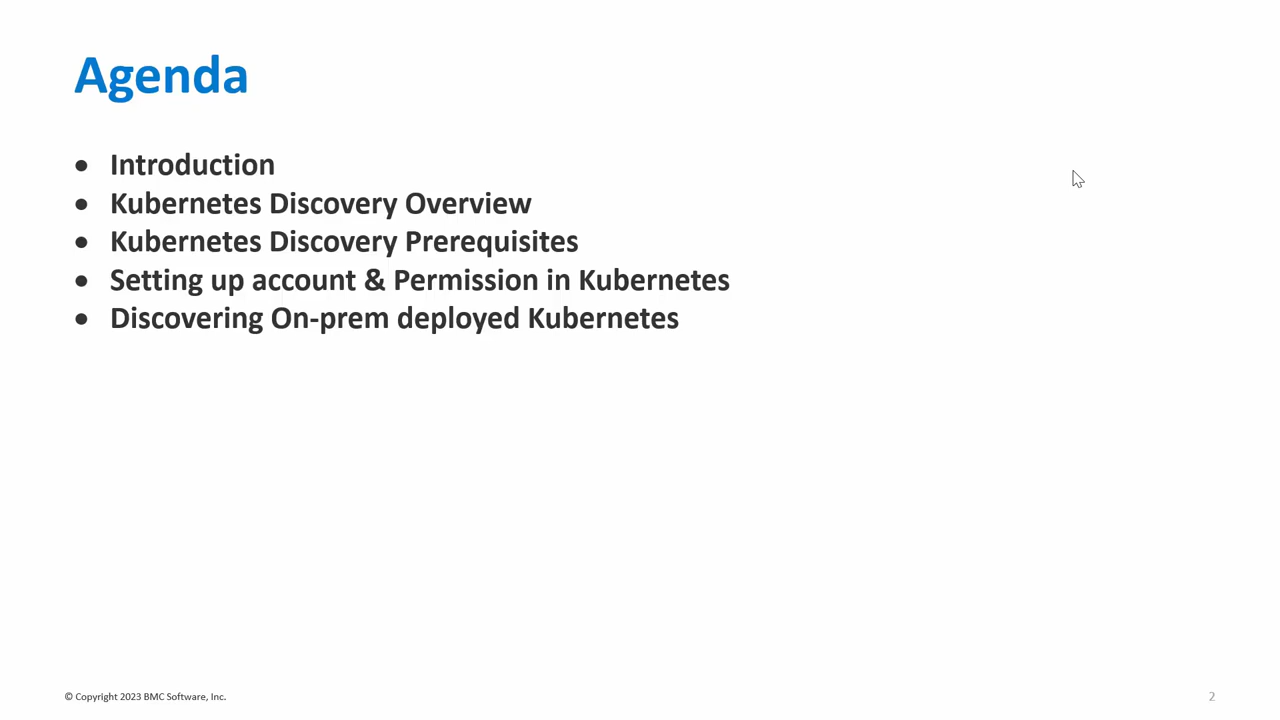 Agenda
• Introduction
• Kubernetes Discovery Overview
• Kubernetes Discovery Prerequisites
• Setting up account & Permission in Kubernetes
• Discovering On-prem deployed Kubernetes
© Copyright 2023 BMC Software, Inc.
2